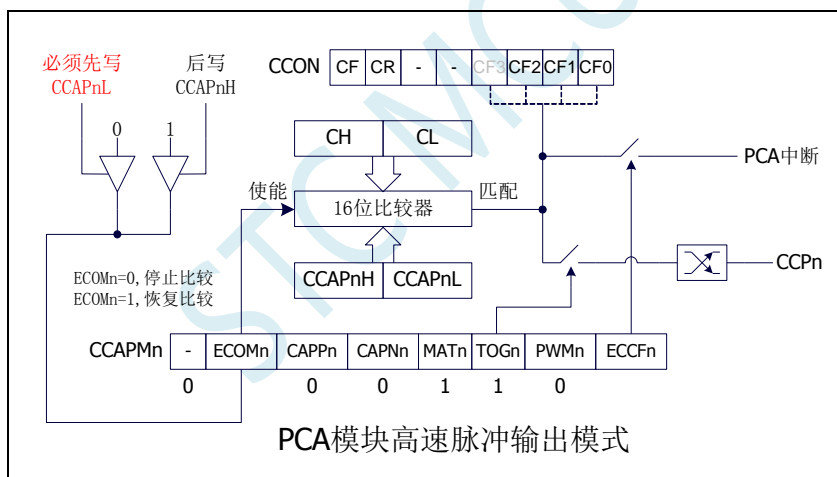 必须先写 后写
CCAPnL CCAPnH
CCON CF CR - - CF3 CF2 CF1 CF0
0 1
CH CL
PCA中断
使能 16位比较器 匹配
CCAPnH CCAPnL
CCPn
ECOMn=0,停止比较
ECOMn=1,恢复比较
CCAPMn - ECOMn CAPPn CAPNn MATn TOGn PWMn ECCFn
0 0 0 1 1 0
PCA模块高速脉冲输出模式
STC MCU